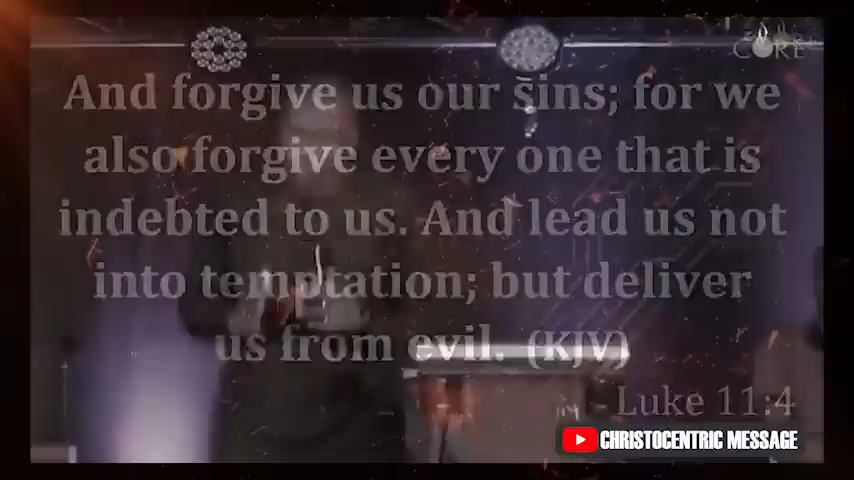 CORE
And forgive us our sins; for we
also forgive every one that is
indebted to us. And lead us not
into temptation; but deliver
us from evil. (KJV)
- Luke 11:4
CHRISTOCENTRIC MESSAGE